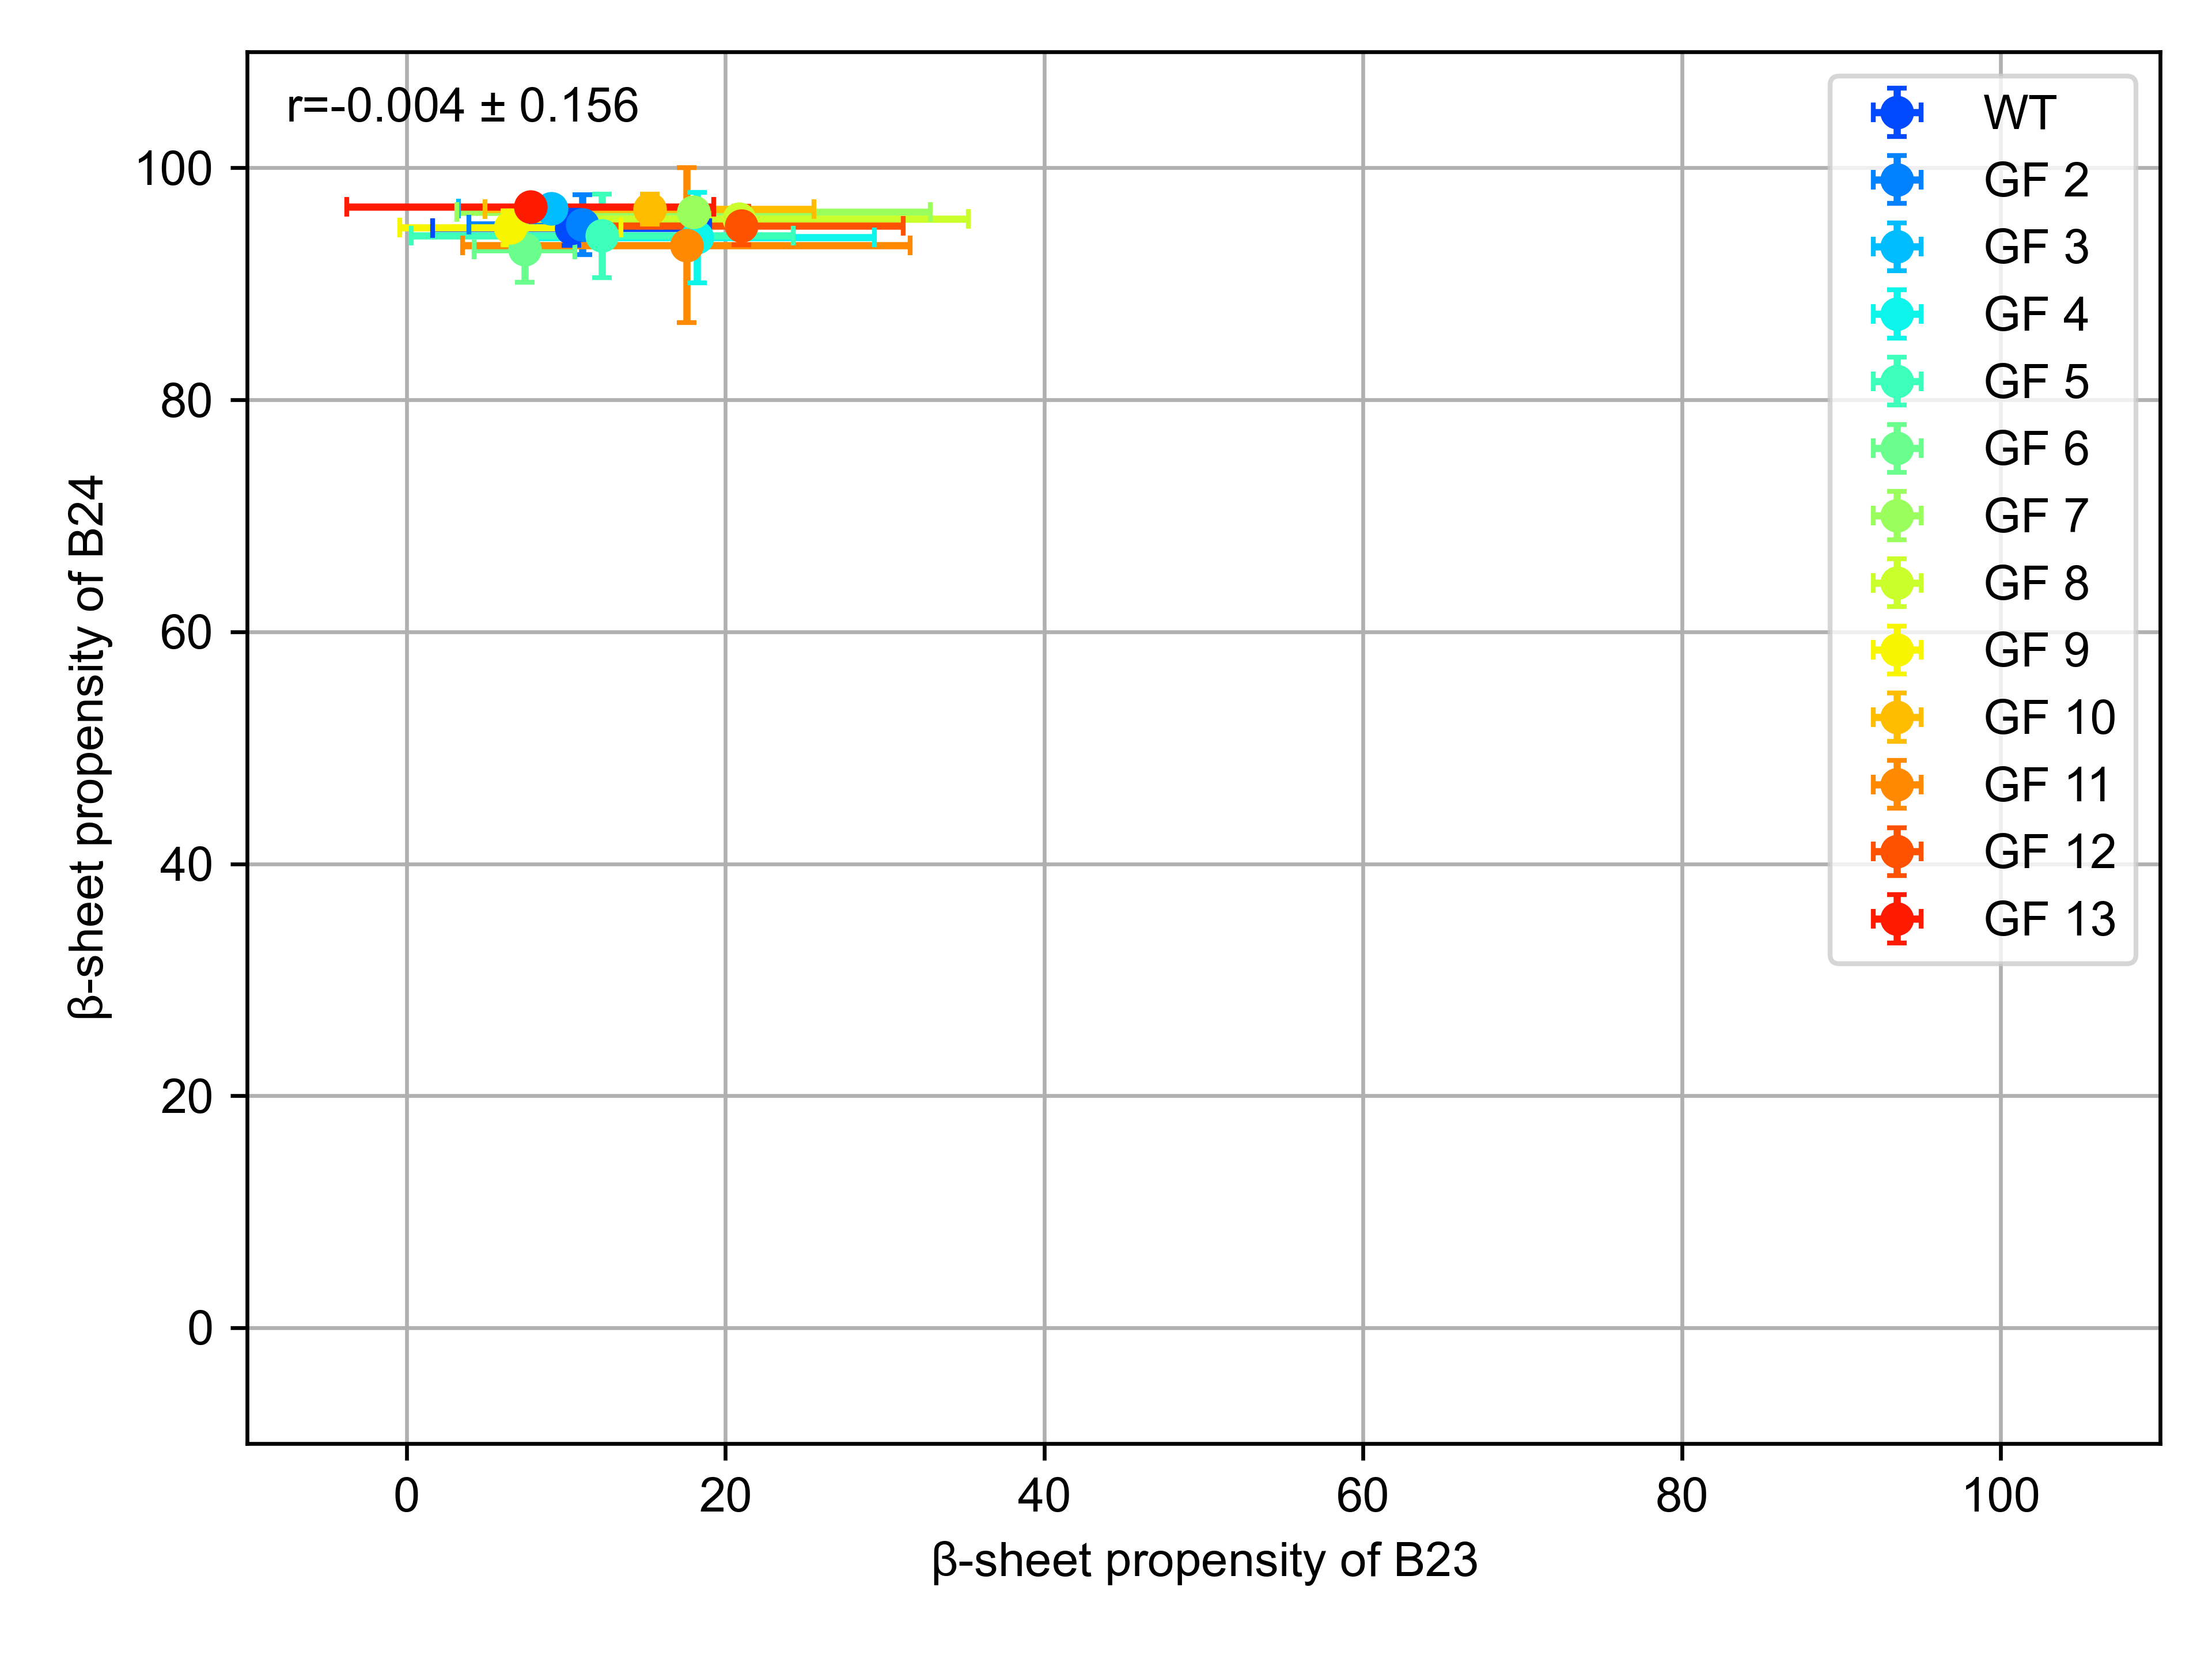 r=-0.004 ± 0.156
WT
GF 2
GF 3
GF 4
GF 5
GF 6
GF 7
GF 8
GF 9
GF 10
GF 11
GF 12
GF 13
β-sheet propensity of B24
100
80
60
40
20
0
0 20 40 60 80 100
β-sheet propensity of B23